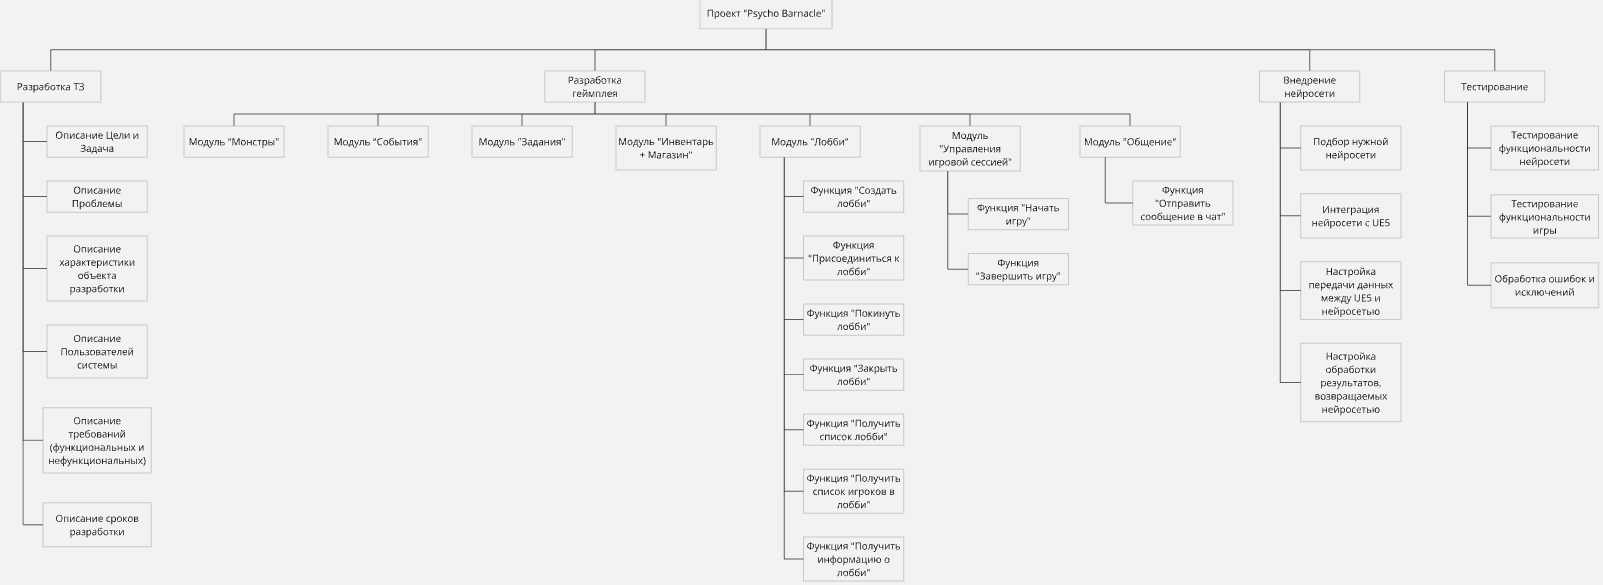 Проект "Psycho Barnacle"
Разработка ТЗ
Описание Цели и
Задача
Описание
Проблемы
Описание
характеристики
объекта
разработки
Описание
Пользователей
системы
Описание
требований
(функциональных и
нефункциональных)
Описание сроков
разработки
Разработка
геймплея
Модуль "Монстры"
Модуль "События"
Модуль "Задания"
Модуль "Инвентарь
+ Магазин"
Модуль "Лобби"
Функция "Создать
лобби"
Функция
"Присоединиться к
лобби"
Функция "Покинуть
лобби"
Функция "Закрыть
лобби"
Функция "Получить
список лобби"
Функция "Получить
список игроков в
лобби"
Функция "Получить
информацию о
лобби"
Модуль
"Управления
игровой сессией"
Функция "Начать
игру"
Функция
"Завершить игру"
Модуль "Общение"
Функция
"Отправить
сообщение в чат"
Внедрение
нейросети
Подбор нужной
нейросети
Интеграция
нейросети с UE5
Настройка
передачи данных
между UE5 и
нейросетью
Настройка
обработки
результатов,
возвращаемых
нейросетью
Тестирование
Тестирование
функциональности
нейросети
Тестирование
функциональности
игры
Обработка ошибок и
исключений